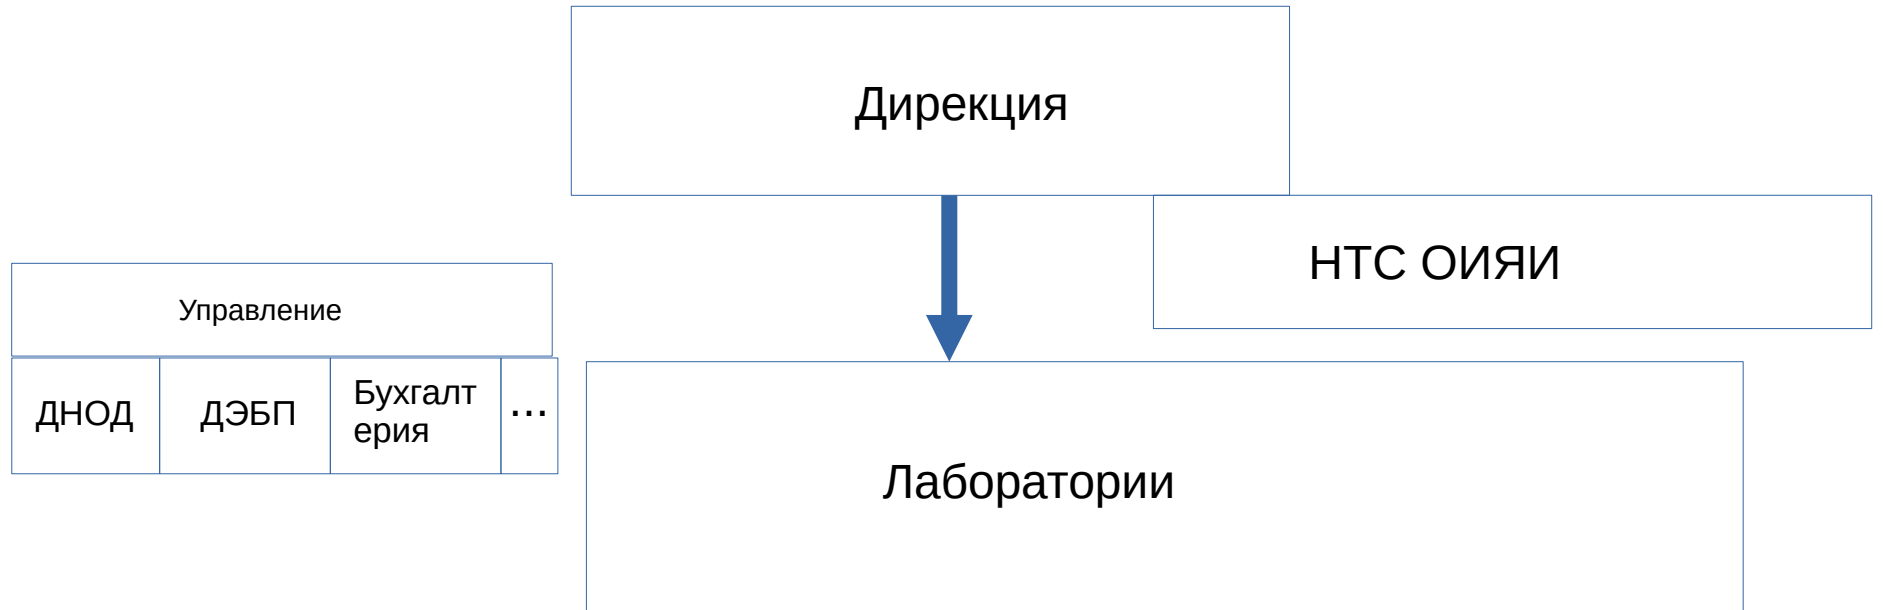 Дирекция
НТС ОИЯИ
Управление
ДНОД
ДЭБП
Бухгалт
ерия
...
Лаборатории